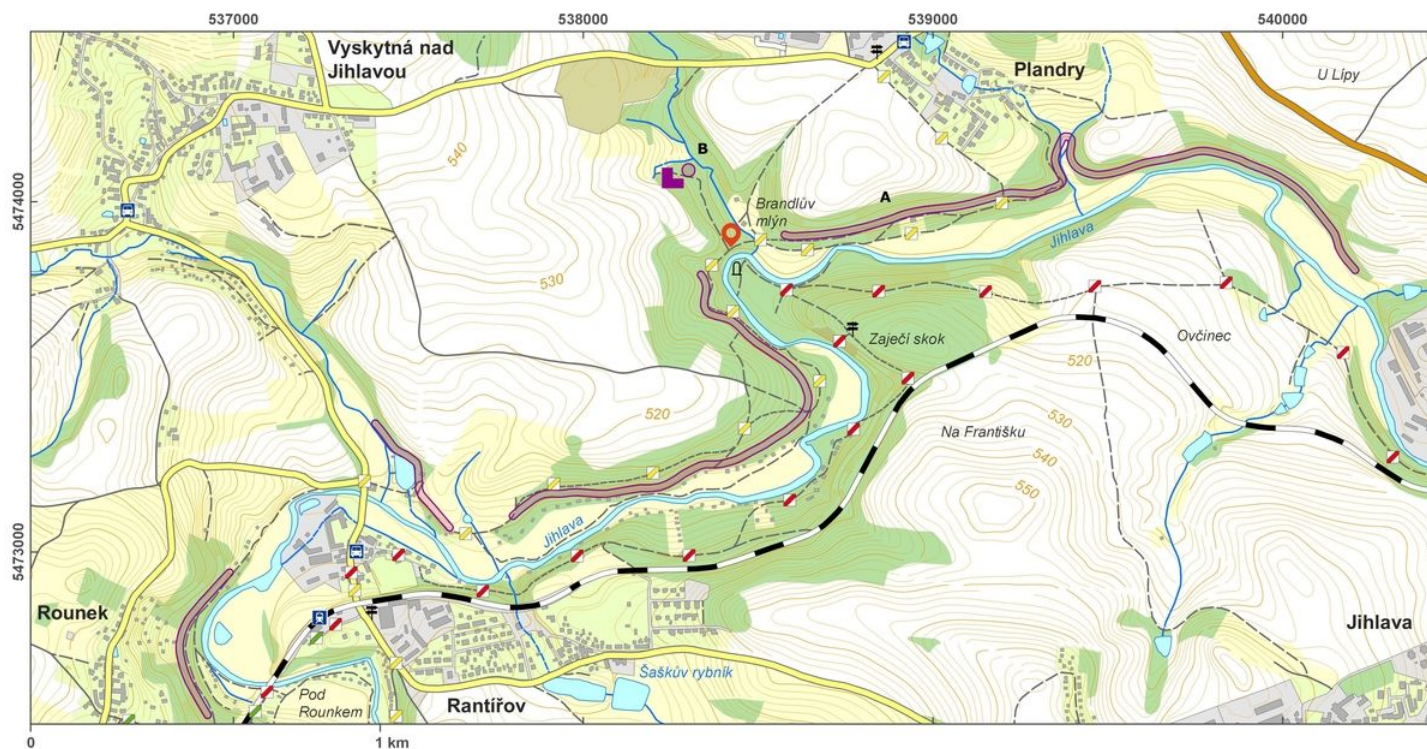 537000
538000
539000
540000
Vyskytná nad
Jihlavou
Plandry
U Lípy
540
B
5474000
Brandlův
mlýn
A
Jihlava
530
Zaječí skok
Ovčinec
520
520
530
Na Františku
540
550
Jihlava
5473000
Rounek
Jihlava
Šaškův rybník
Pod
Rounkem
Rantířov
0
1 km